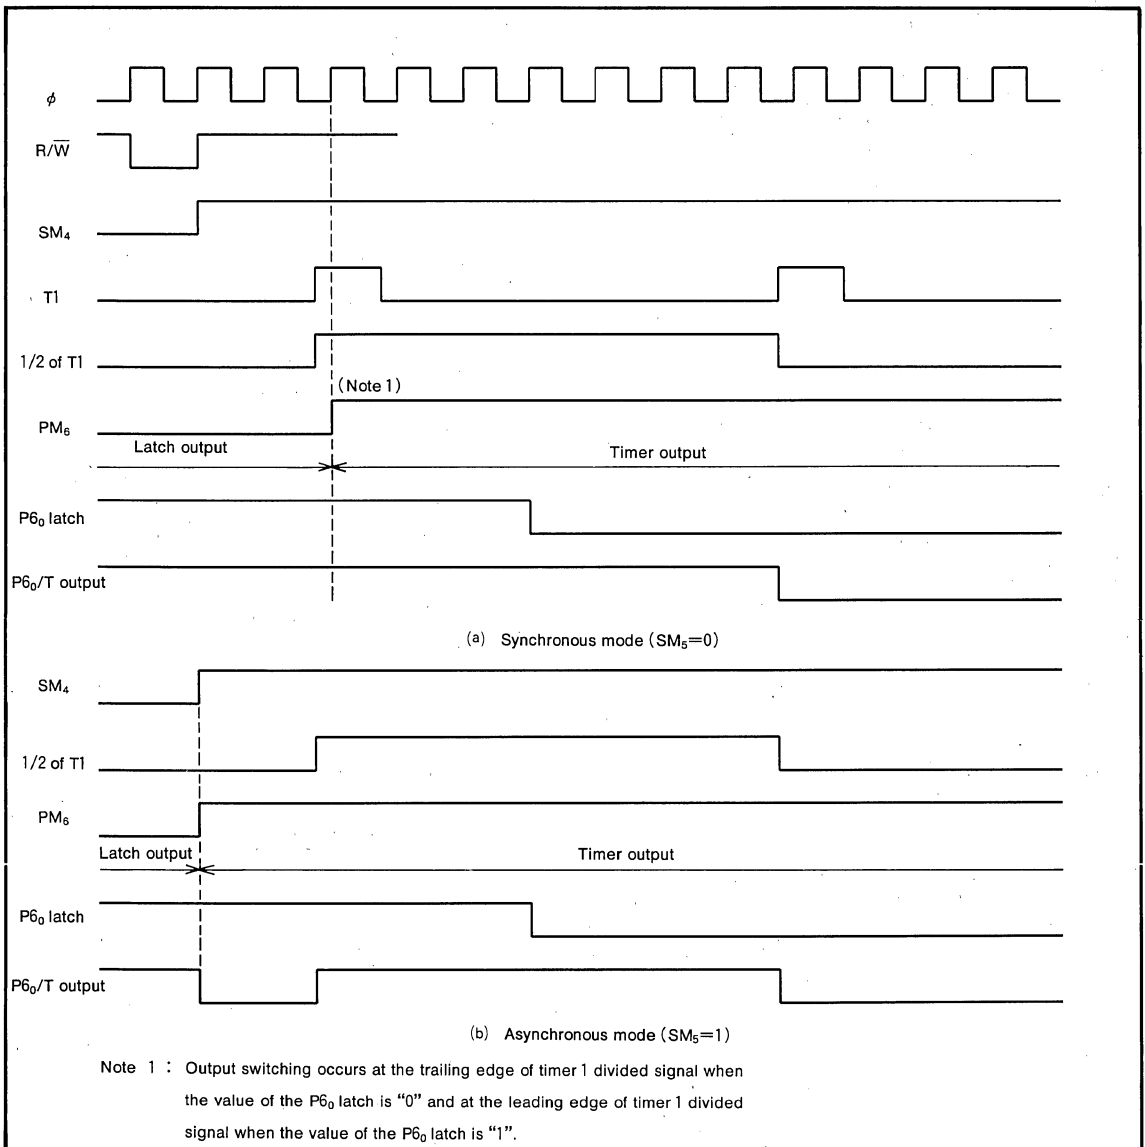 ϕ
R/W̅
SM₄
T1
1/2 of T1
(Note 1)
PM₆
Latch output
Timer output
P6₀ latch
P6₀/T output
(a) Synchronous mode (SM₅=0)
SM₄
1/2 of T1
PM₆
Latch output
Timer output
P6₀ latch
P6₀/T output
(b) Asynchronous mode (SM₅=1)
Note 1 : Output switching occurs at the trailing edge of timer 1 divided signal when
the value of the P6₀ latch is “0” and at the leading edge of timer 1 divided
signal when the value of the P6₀ latch is “1”.